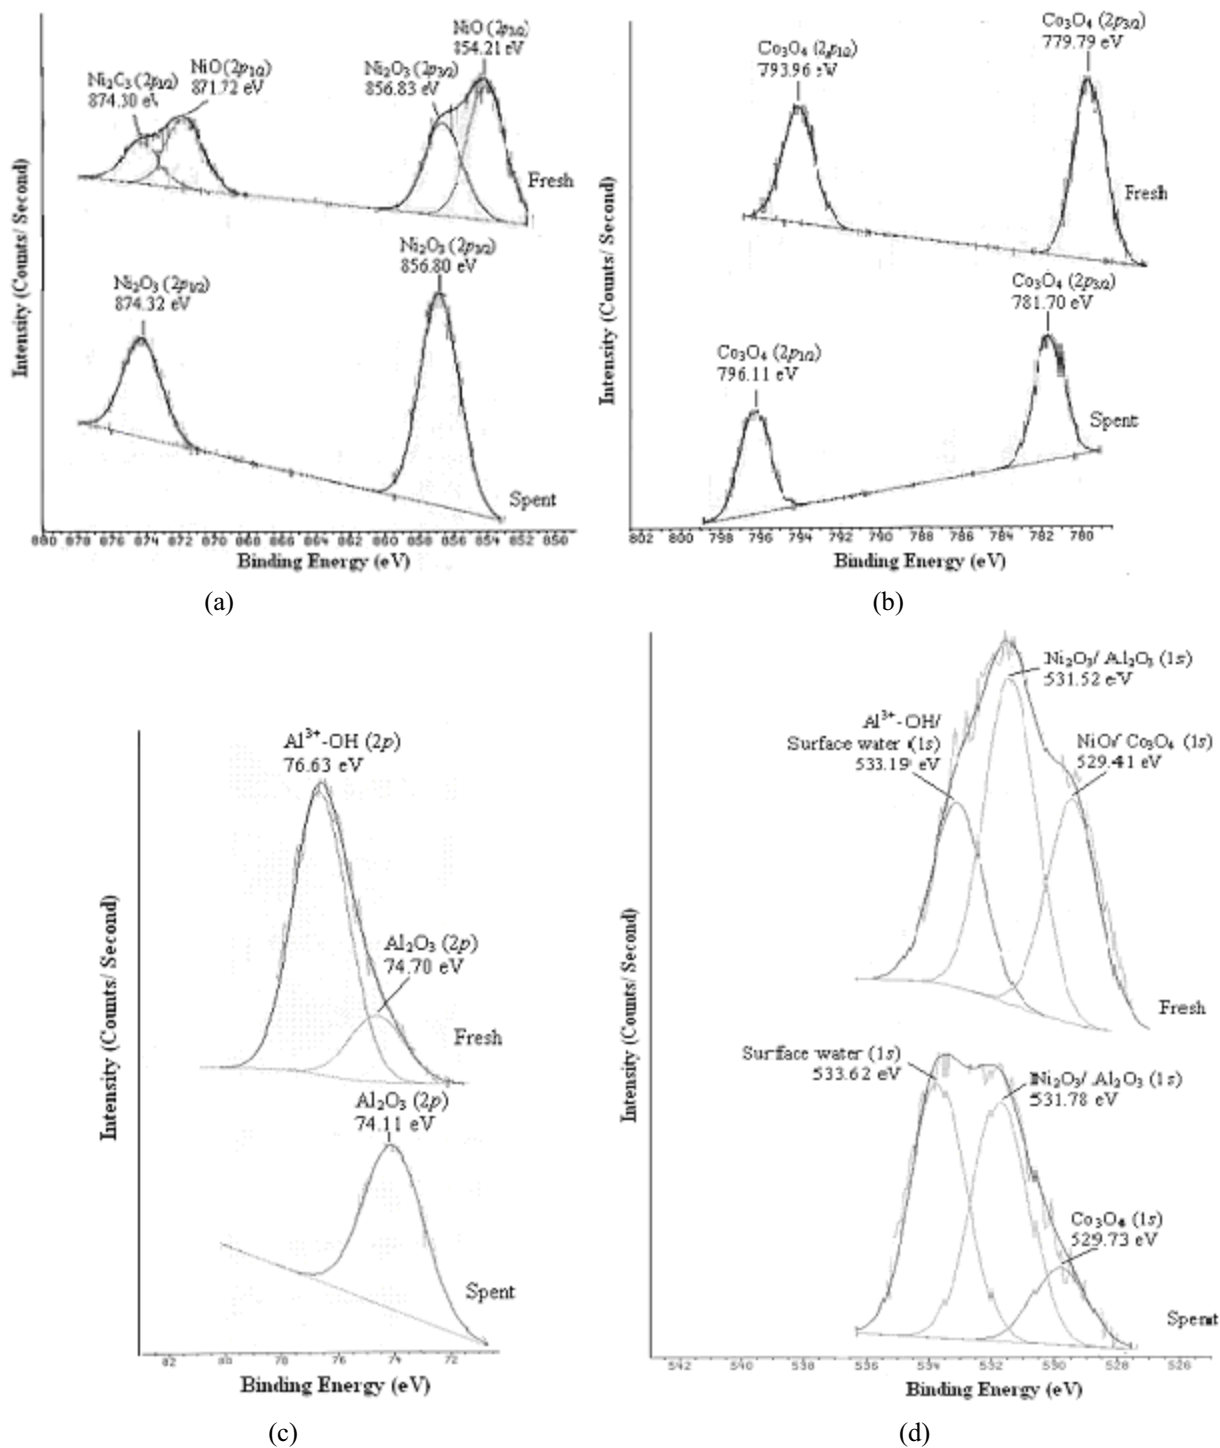 NiO (2p3/2)
854.21 eV
Co₃O₄ (2p3/2)
779.79 eV
Co₃O₄ (2p1/2)
793.96 eV
Ni₂C₃ (2p1/2)
874.30 eV
NiO (2p1/2)
871.72 eV
Ni₂O₃ (2p3/2)
856.83 eV
Fresh
Fresh
Intensity (Counts/ Second)
Intensity (Counts/ Second)
Ni₂O₃ (2p3/2)
856.80 eV
Ni₂O₃ (2p1/2)
874.32 eV
Co₃O₄ (2p3/2)
781.70 eV
Co₃O₄ (2p1/2)
796.11 eV
Spent
Spent
880 878 876 874 872 870 868 866 864 862 860 858 856 854 852 850
Binding Energy (eV)
802 800 798 796 794 792 790 788 786 784 782 780
Binding Energy (eV)
(a)
(b)
Al³⁺-OH (2p)
76.63 eV
Al₂O₃ (2p)
74.70 eV
Fresh
Intensity (Counts/ Second)
Al₂O₃ (2p)
74.11 eV
Spent
82 80 78 76 74 72
Binding Energy (eV)
(c)
Ni₂O₃/ Al₂O₃ (1s)
531.52 eV
Al³⁺-OH/
Surface water (1s)
533.19 eV
NiO/ Co₃O₄ (1s)
529.41 eV
Fresh
Intensity (Counts/ Second)
Surface water (1s)
533.62 eV
Ni₂O₃/ Al₂O₃ (1s)
531.78 eV
Co₃O₄ (1s)
529.73 eV
Spent
542 540 538 536 534 532 530 528 526
Binding Energy (eV)
(d)